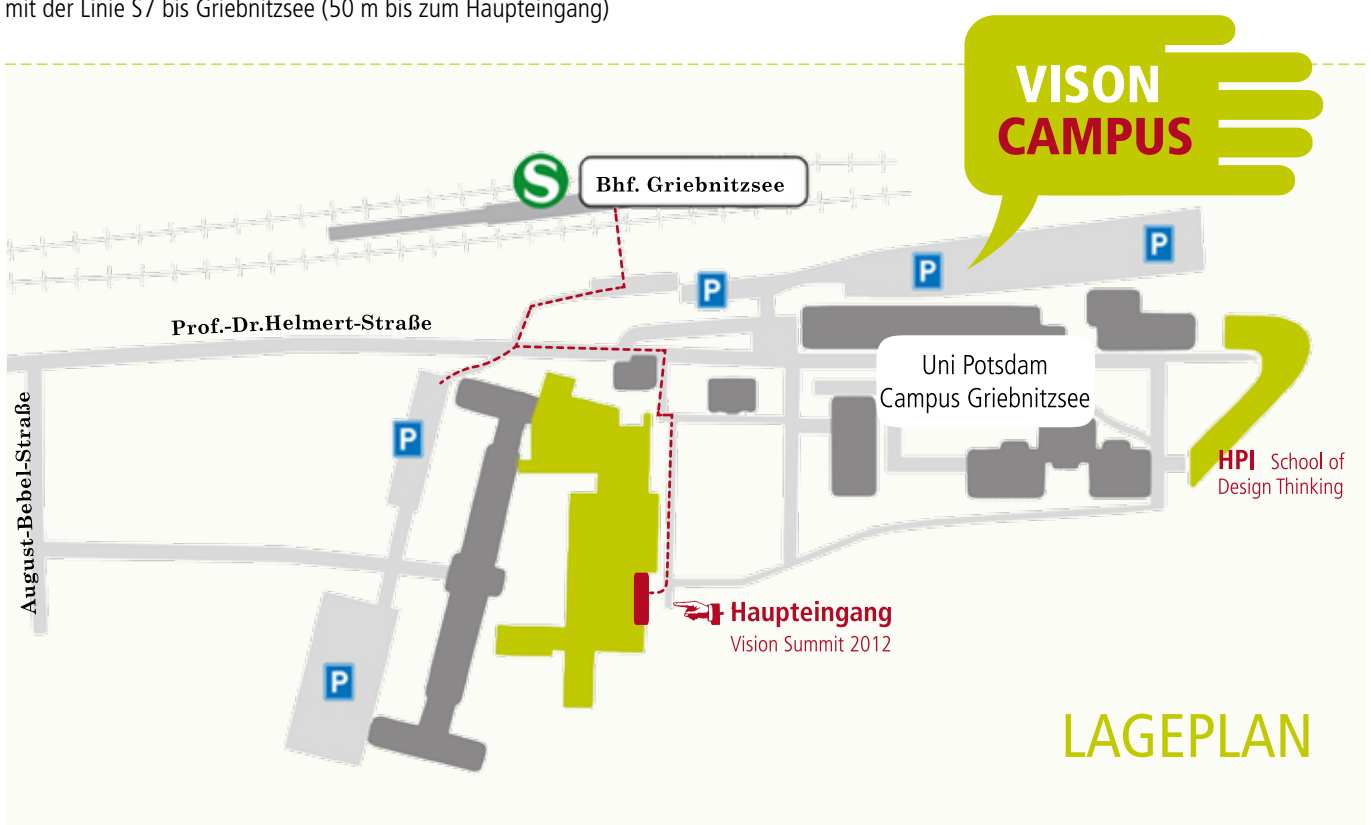 mit der Linie S7 bis Griebnitzsee (50 m bis zum Haupteingang)
VISON
CAMPUS
S
Bhf. Griebnitzsee
P
P
P
Prof.-Dr.Helmert-Straße
Uni Potsdam
Campus Griebnitzsee
August-Bebel-Straße
P
HPI School of
Design Thinking
Haupteingang
Vision Summit 2012
P
LAGEPLAN